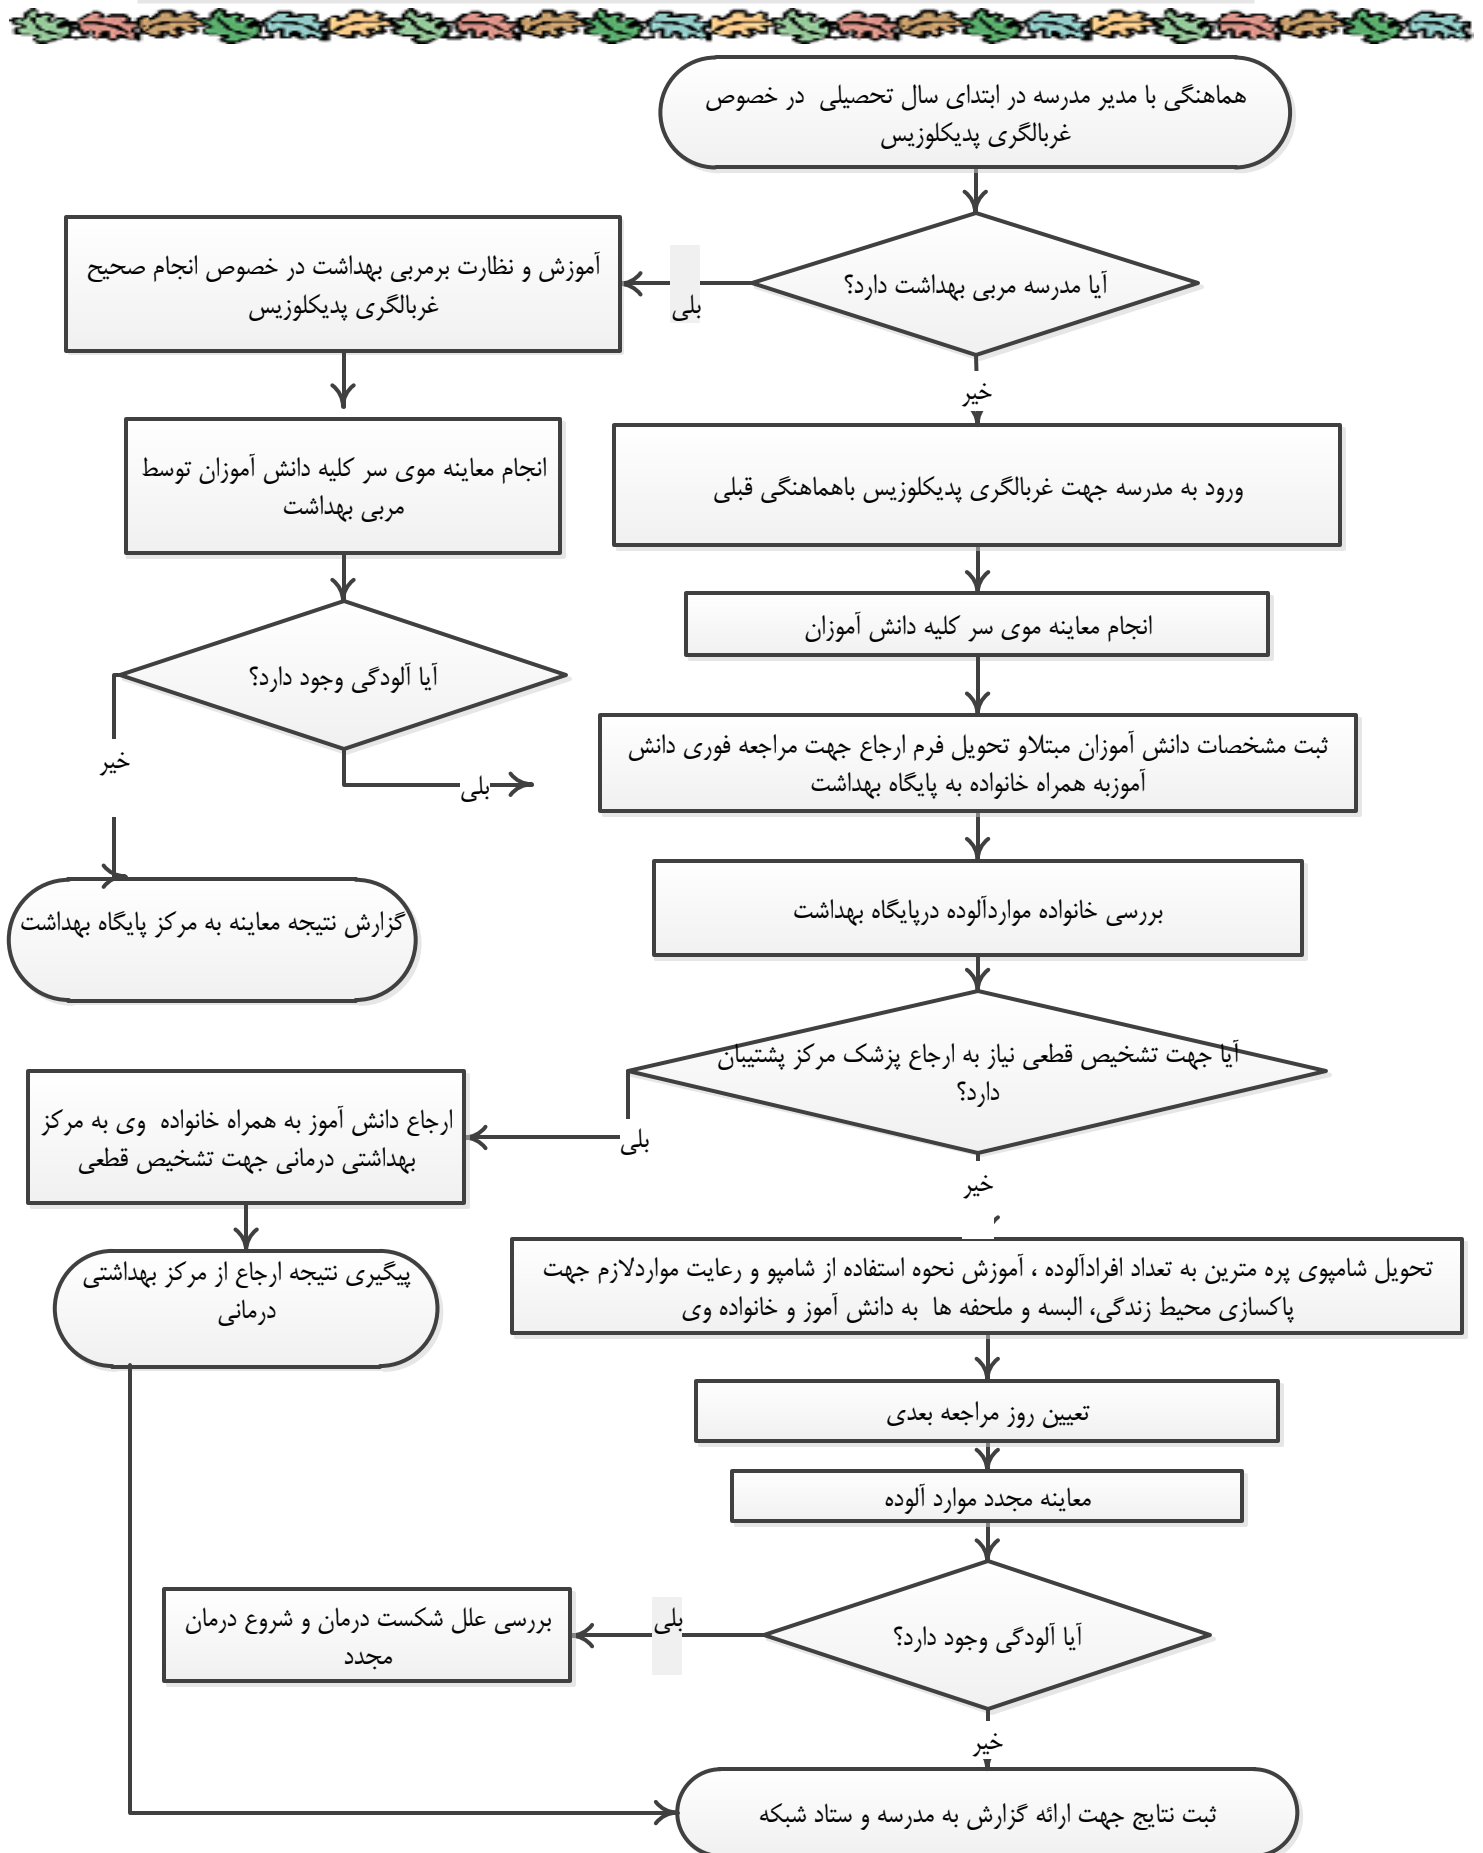 هماهنگی با مدیر مدرسه در ابتدای سال تحصیلی در خصوص
غربالگری پدیکلوزیس
آیا مدرسه مربی بهداشت دارد؟
بلی
آموزش و نظارت برمربی بهداشت در خصوص انجام صحیح
غربالگری پدیکلوزیس
خیر
انجام معاینه موی سر کلیه دانش آموزان توسط
مربی بهداشت
ورود به مدرسه جهت غربالگری پدیکلوزیس باهماهنگی قبلی
انجام معاینه موی سر کلیه دانش آموزان
آیا آلودگی وجود دارد؟
خیر
بلی
ثبت مشخصات دانش آموزان مبتلاو تحویل فرم ارجاع جهت مراجعه فوری دانش
آموزبه همراه خانواده به پایگاه بهداشت
گزارش نتیجه معاینه به مرکز پایگاه بهداشت
بررسی خانواده مواردآلوده درپایگاه بهداشت
آیا جهت تشخیص قطعی نیاز به ارجاع پزشک مرکز پشتیبان
دارد؟
بلی
ارجاع دانش آموز به همراه خانواده وی به مرکز
بهداشتی درمانی جهت تشخیص قطعی
خیر
پیگیری نتیجه ارجاع از مرکز بهداشتی
درمانی
تحویل شامپوی پره مترین به تعداد افرادآلوده ، آموزش نحوه استفاده از شامپو و رعایت مواردلازم جهت
پاکسازی محیط زندگی، البسه و ملحفه ها به دانش آموز و خانواده وی
تعیین روز مراجعه بعدی
معاینه مجدد موارد آلوده
آیا آلودگی وجود دارد؟
بلی
بررسی علل شکست درمان و شروع درمان
مجدد
خیر
ثبت نتایج جهت ارائه گزارش به مدرسه و ستاد شبکه